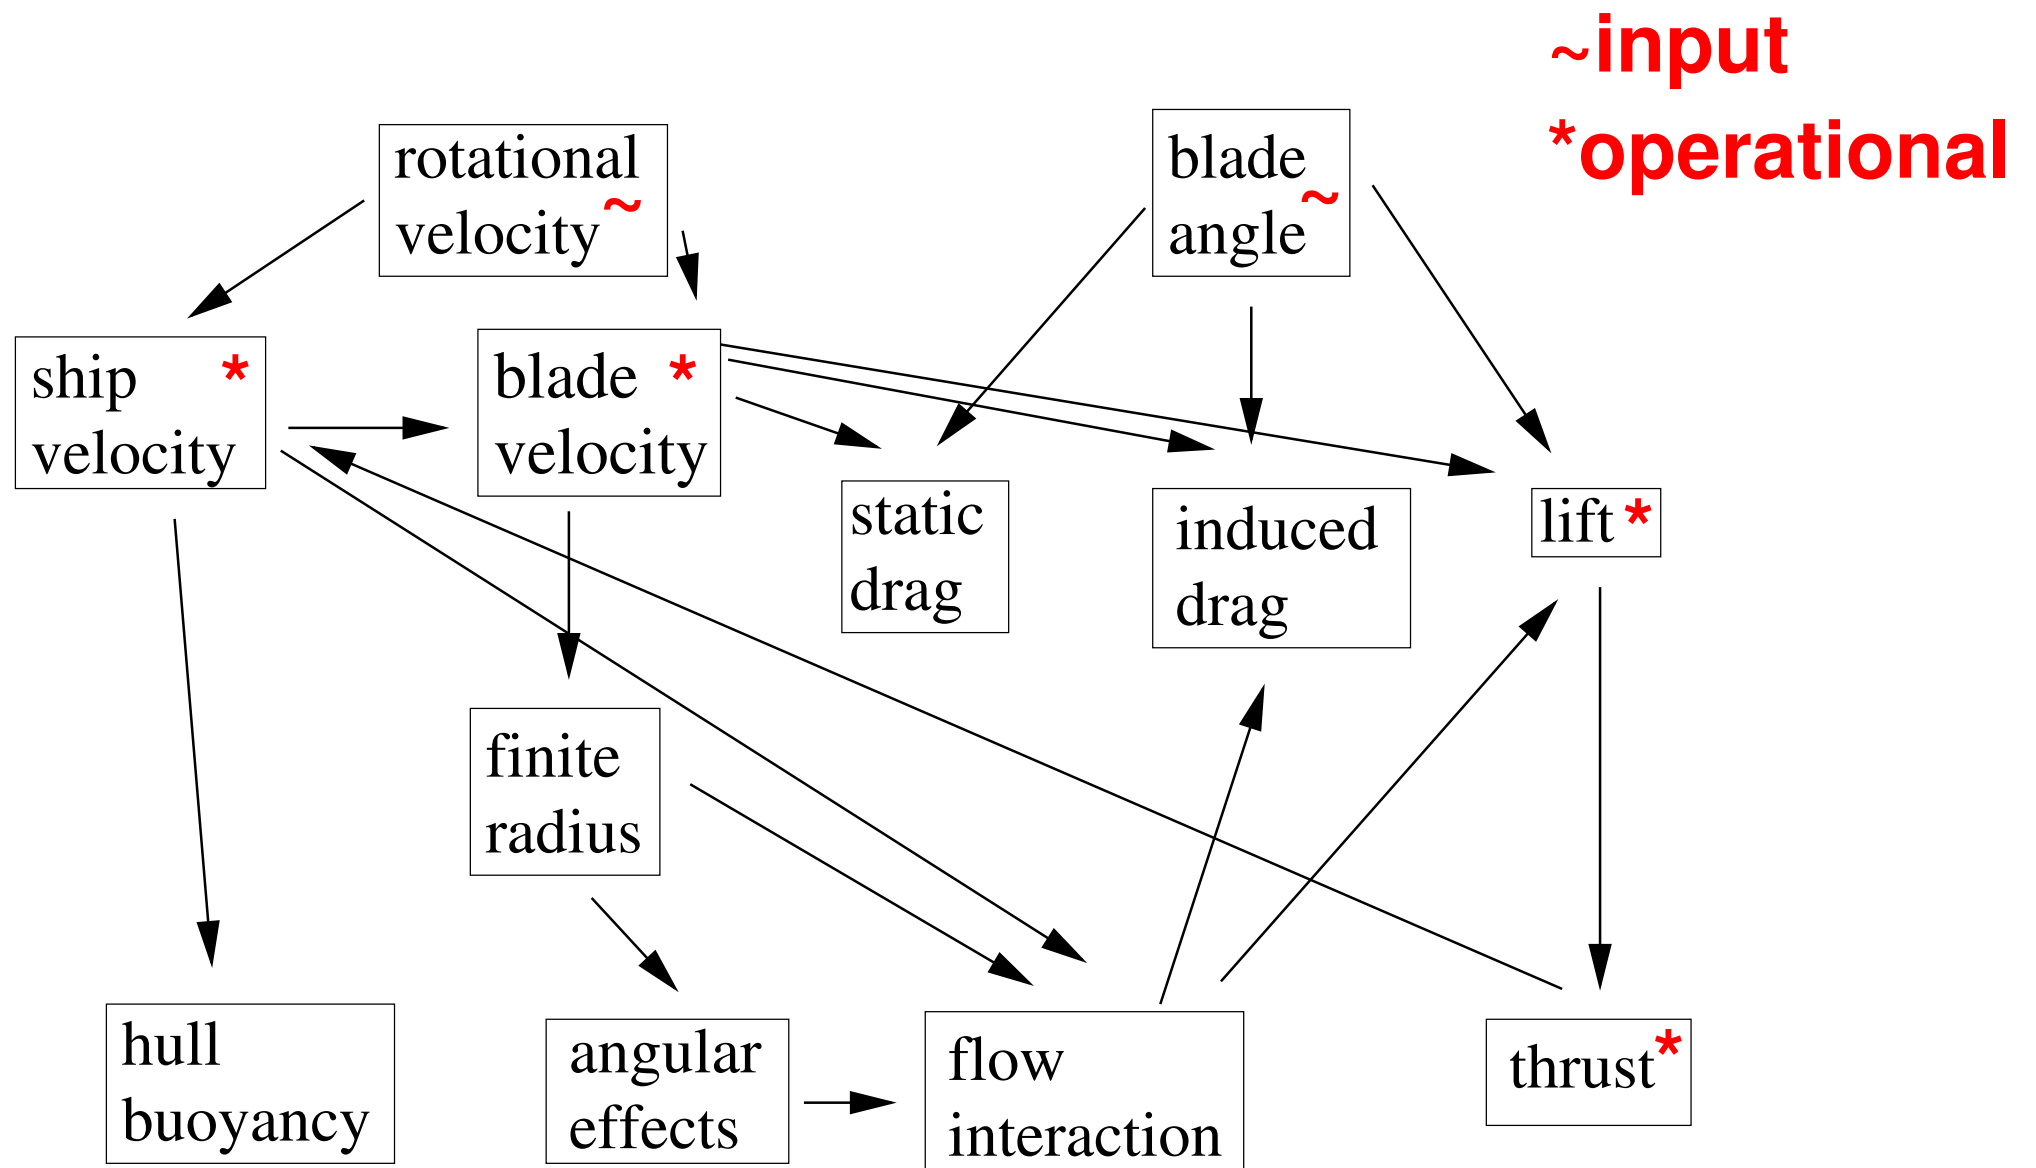 ~input
*operational
rotational
velocity~
blade
angle~
ship *
velocity
blade *
velocity
static
drag
induced
drag
lift*
finite
radius
hull
buoyancy
angular
effects
flow
interaction
thrust*